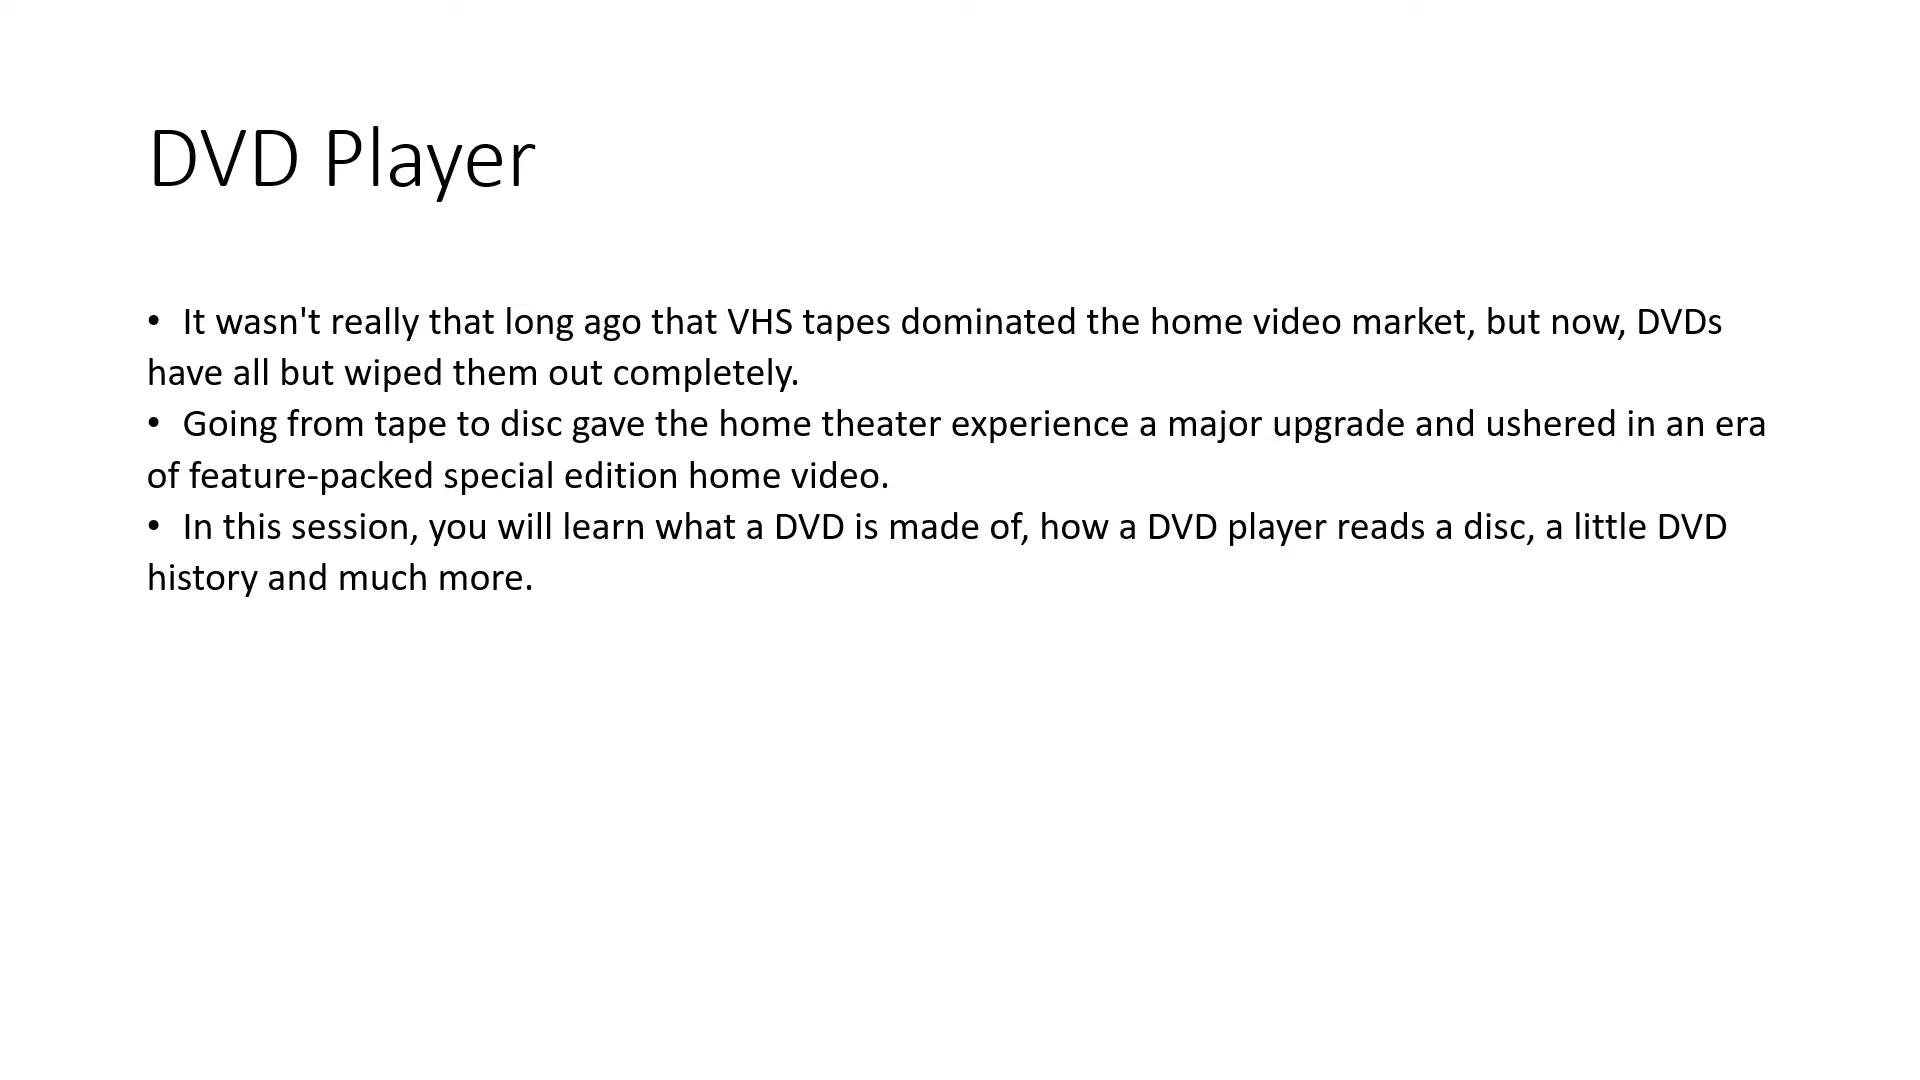 DVD Player
• It wasn't really that long ago that VHS tapes dominated the home video market, but now, DVDs
have all but wiped them out completely.
• Going from tape to disc gave the home theater experience a major upgrade and ushered in an era
of feature-packed special edition home video.
• In this session, you will learn what a DVD is made of, how a DVD player reads a disc, a little DVD
history and much more.